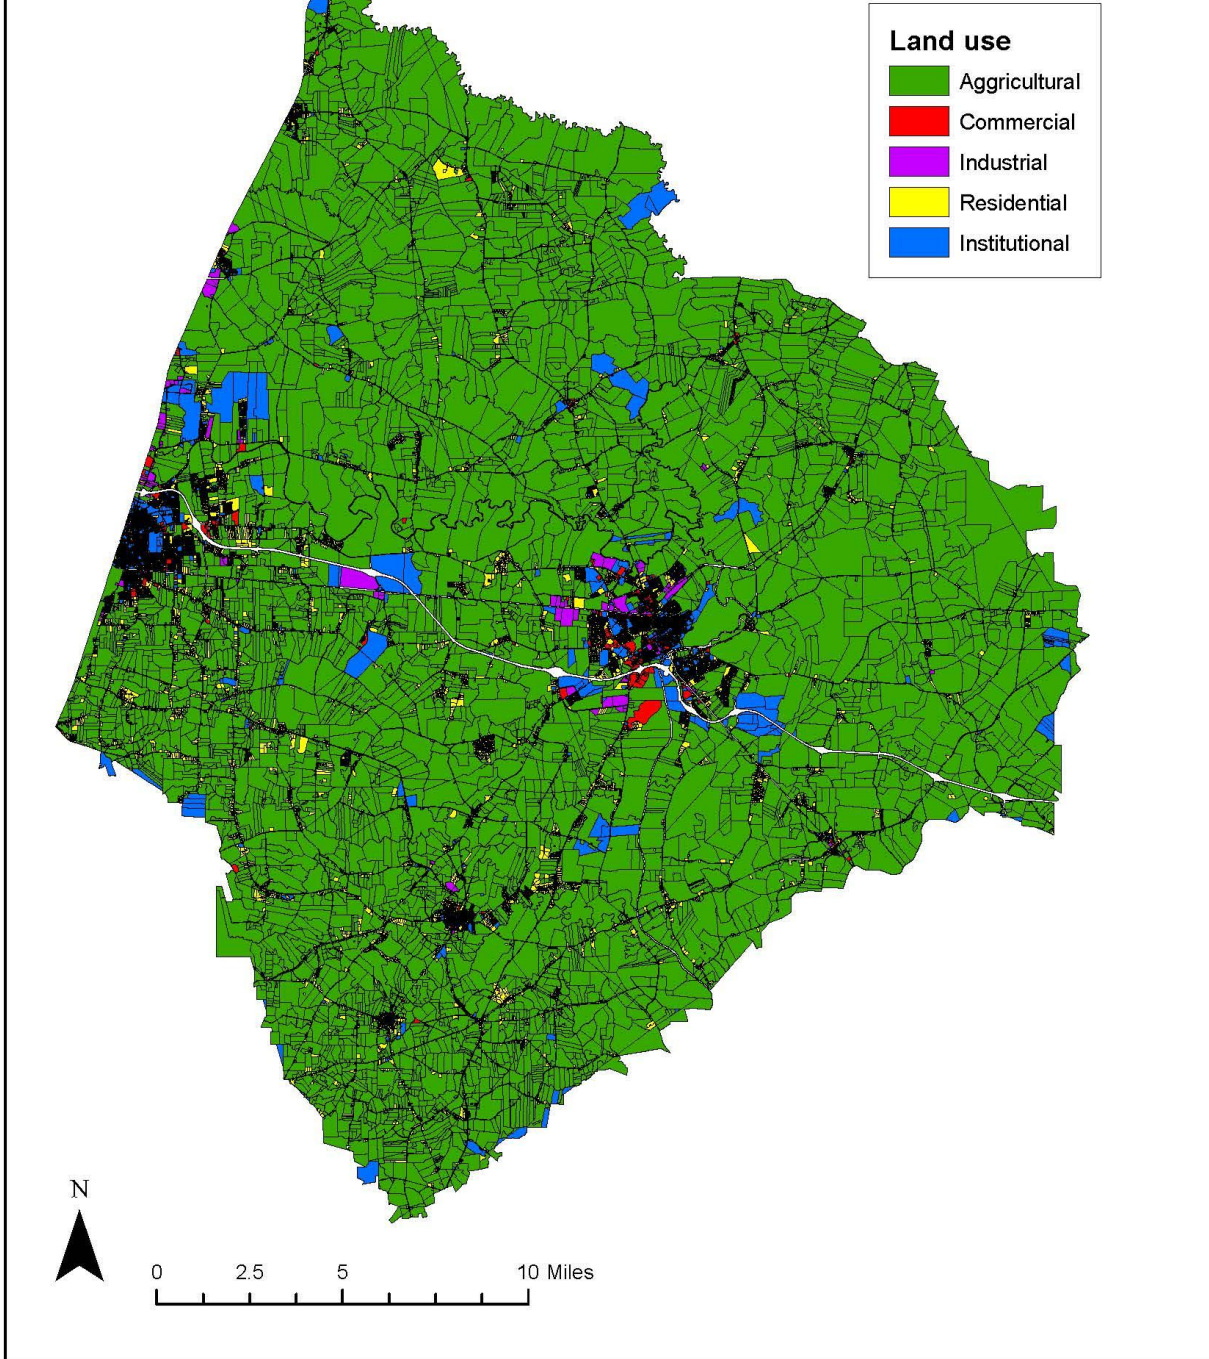 Land use
Aggricultural
Commercial
Industrial
Residential
Institutional
N
0 2.5 5 10 Miles